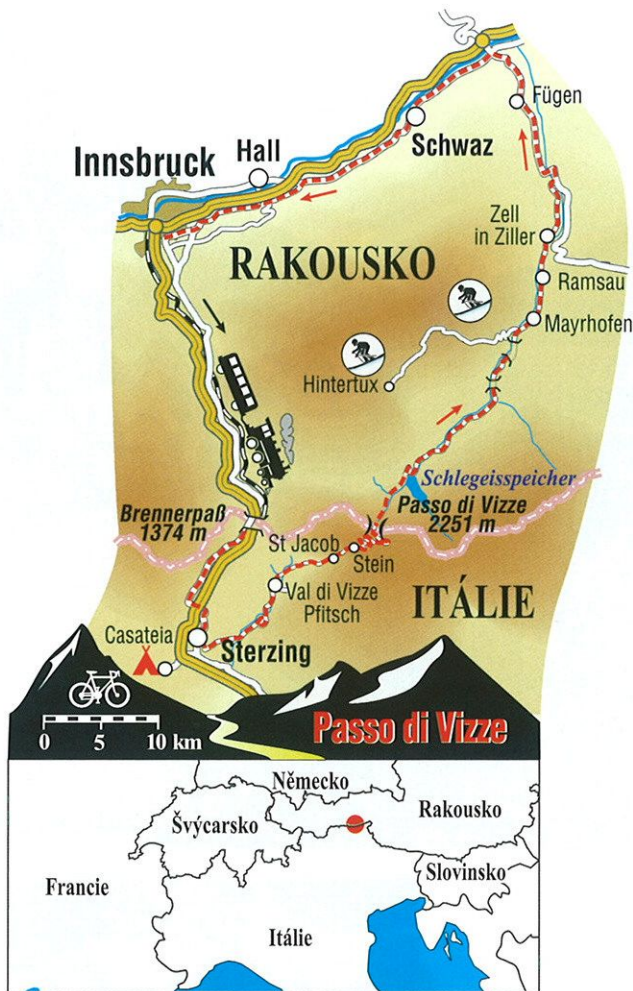 Fügen
Schwaz
Hall
Innsbruck
Zell
in Ziller
RAKOUSKO
Ramsau
Mayrhofen
Hintertux
Schlegeisspeicher
Brennerpaß
1374 m
Passo di Vizze
2251 m
St Jacob
Stein
Val di Vizze
Pfitsch
ITÁLIE
Casateia
Sterzing
0 5 10 km
Passo di Vizze
Německo
Švýcarsko
Rakousko
Slovinsko
Francie
Itálie